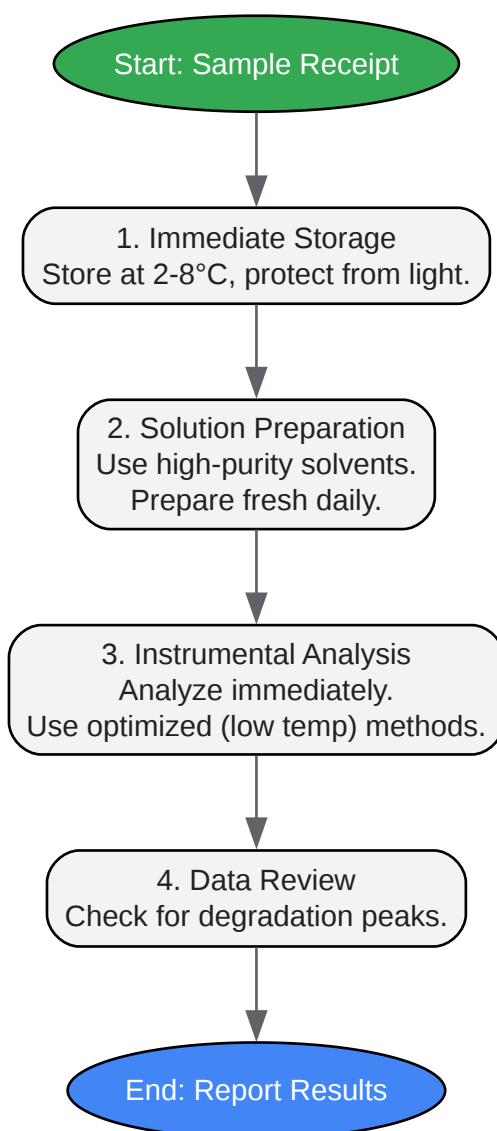 Start: Sample Receipt
1. Immediate Storage
Store at 2-8°C, protect from light.
2. Solution Preparation
Use high-purity solvents.
Prepare fresh daily.
3. Instrumental Analysis
Analyze immediately.
Use optimized (low temp) methods.
4. Data Review
Check for degradation peaks.
End: Report Results